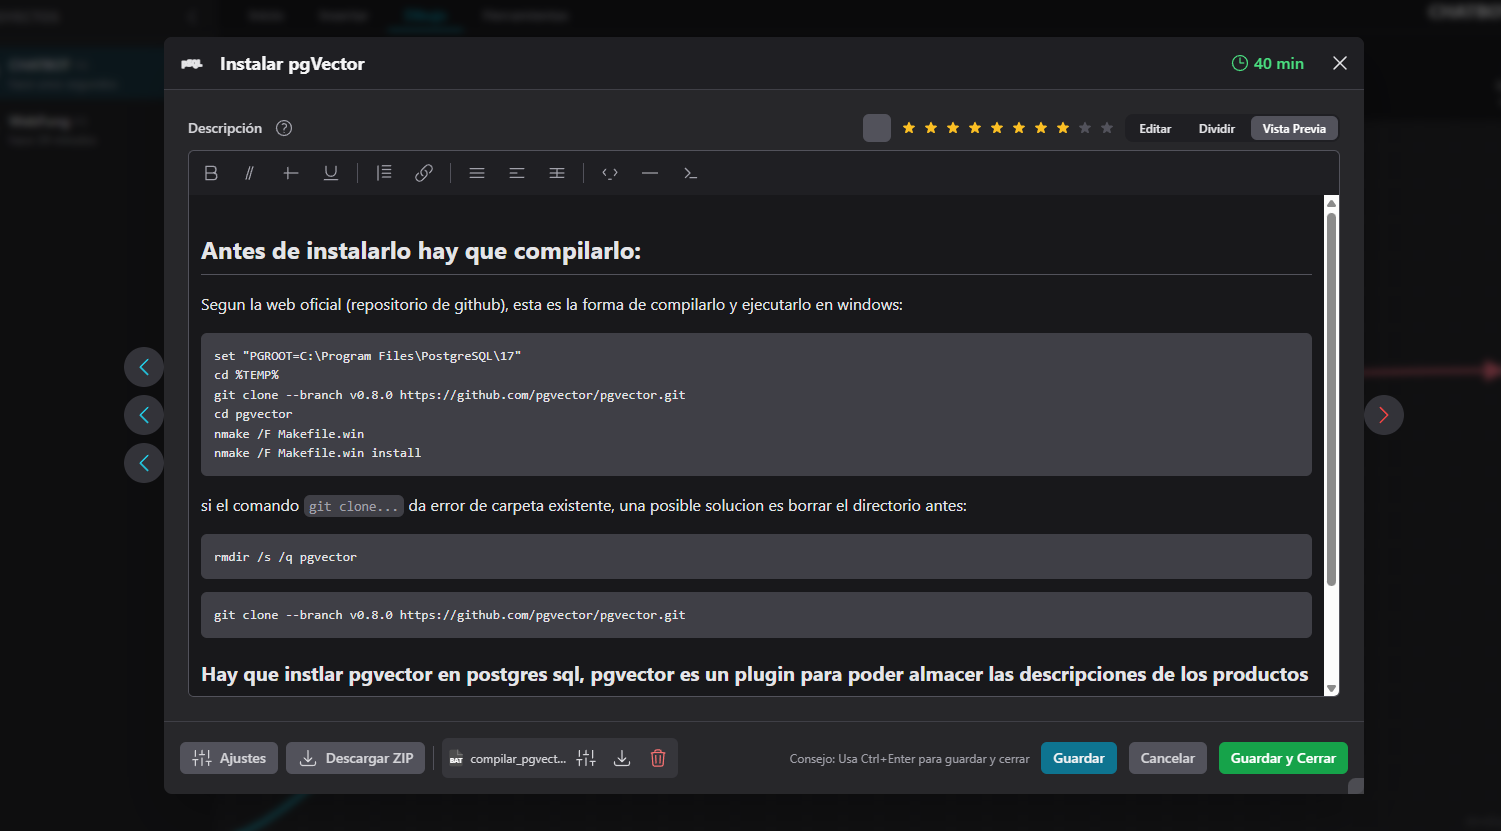 CHATBOT
pSQL
Instalar pgVector
40 min
Descripción
Editar
Dividir
Vista Previa
Antes de instalarlo hay que compilarlo:
Segun la web oficial (repositorio de github), esta es la forma de compilarlo y ejecutarlo en windows:
set "PGROOT=C:\Program Files\PostgreSQL\17"
cd %TEMP%
git clone --branch v0.8.0 https://github.com/pgvector/pgvector.git
cd pgvector
nmake /F Makefile.win
nmake /F Makefile.win install
si el comando git clone... da error de carpeta existente, una posible solucion es borrar el directorio antes:
rmdir /s /q pgvector
git clone --branch v0.8.0 https://github.com/pgvector/pgvector.git
Hay que instlar pgvector en postgres sql, pgvector es un plugin para poder almacer las descripciones de los productos
Ajustes
Descargar ZIP
BAT
compilar_pgvect...
Consejo: Usa Ctrl+Enter para guardar y cerrar
Guardar
Cancelar
Guardar y Cerrar